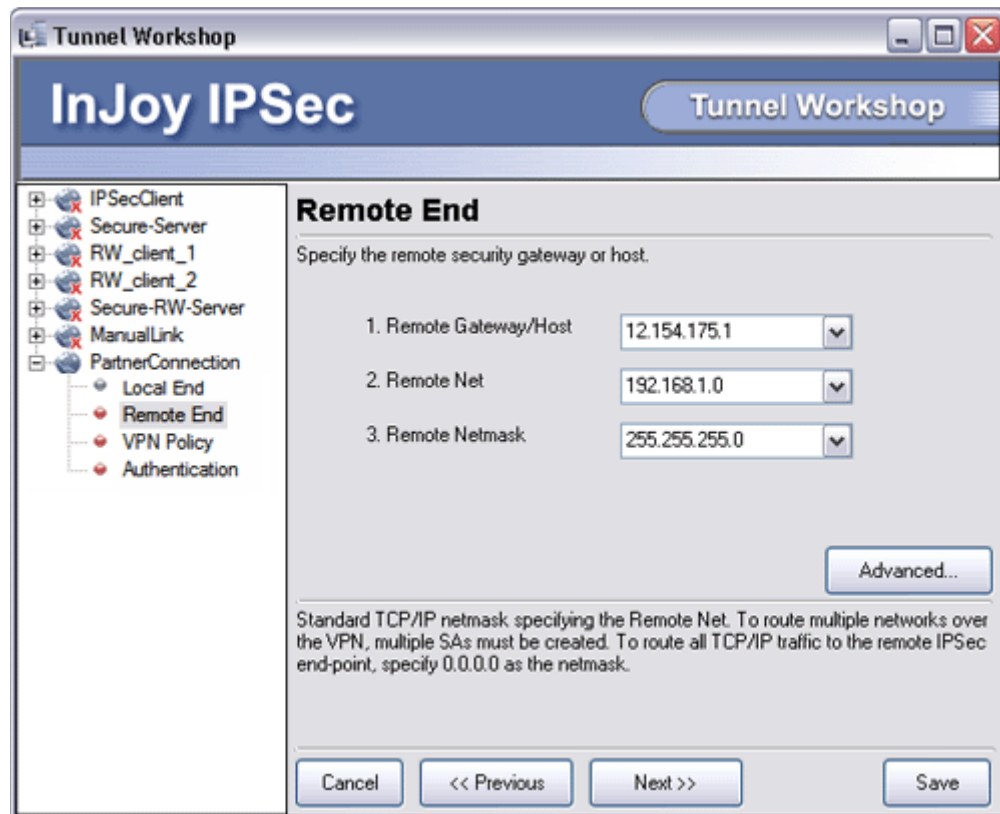 Tunnel Workshop
InJoy IPSec
Tunnel Workshop
IPSecClient
Secure-Server
RW_client_1
RW_client_2
Secure-RW-Server
ManualLink
PartnerConnection
Local End
Remote End
VPN Policy
Authentication
Remote End
Specify the remote security gateway or host.
1. Remote Gateway/Host 12.154.175.1
2. Remote Net 192.168.1.0
3. Remote Netmask 255.255.255.0
Advanced...
Standard TCP/IP netmask specifying the Remote Net. To route multiple networks over
the VPN, multiple SAs must be created. To route all TCP/IP traffic to the remote IPSec
end-point, specify 0.0.0.0 as the netmask.
Cancel << Previous Next >> Save